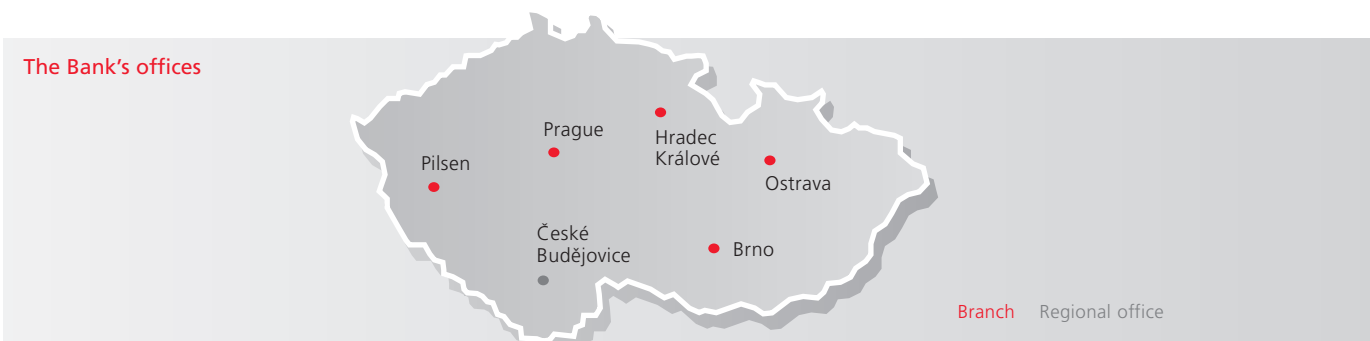 The Bank's offices
Prague
Hradec
Králové
Pilsen
Ostrava
České
Budějovice
Brno
Branch Regional office